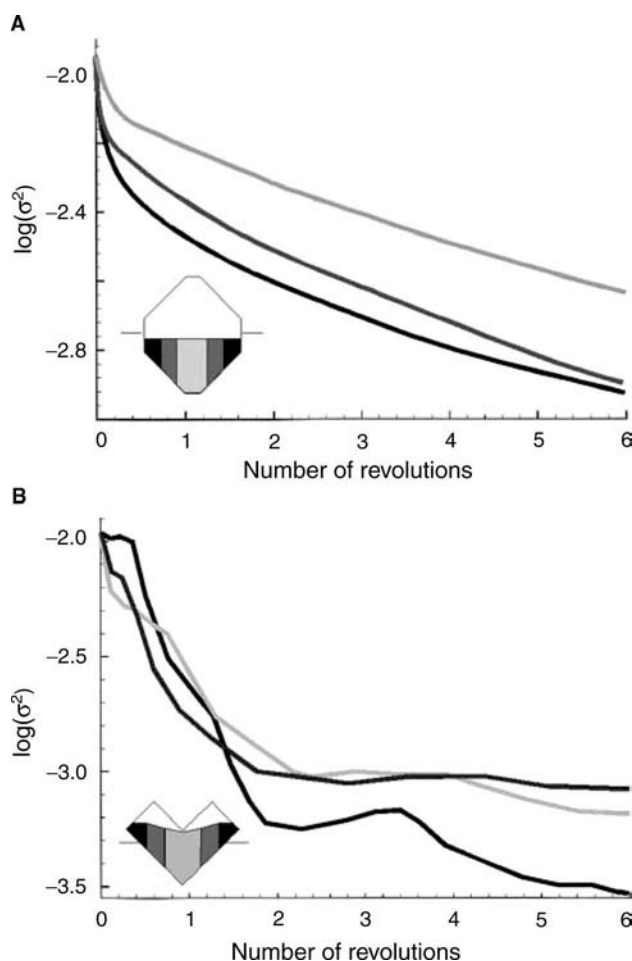 A
−2.0
−2.4
−2.8
log(σ²)
0 1 2 3 4 5 6
Number of revolutions
B
−2.0
−2.5
−3.0
−3.5
log(σ²)
0 1 2 3 4 5 6
Number of revolutions